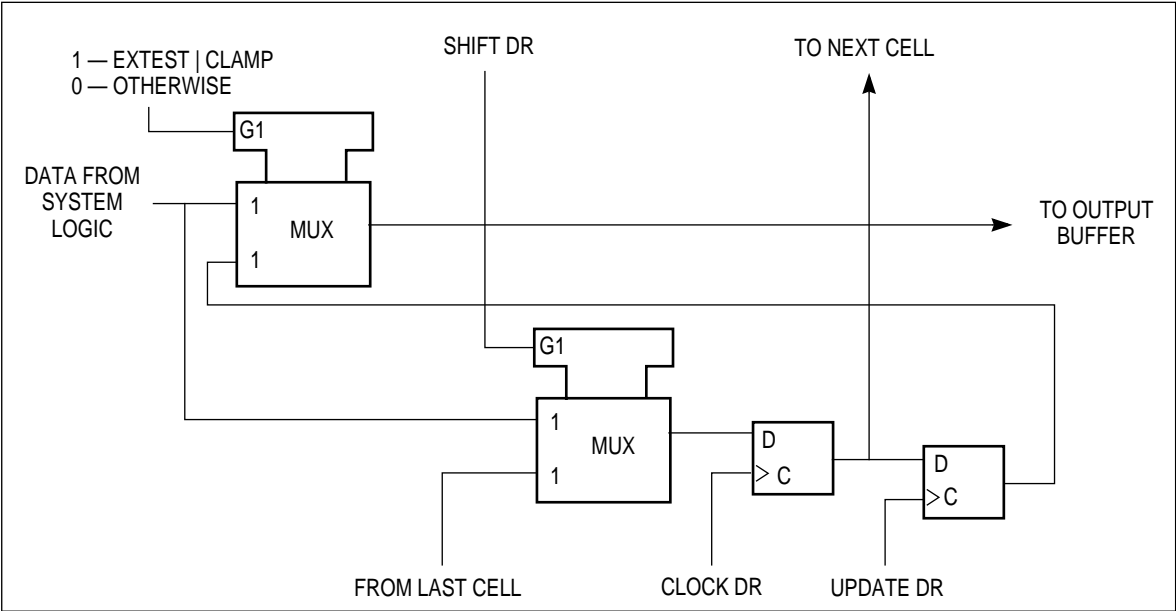 1 — EXTEST | CLAMP
0 — OTHERWISE
SHIFT DR
TO NEXT CELL
G1
DATA FROM
SYSTEM
LOGIC
1
MUX
1
TO OUTPUT
BUFFER
G1
1
MUX
1
D
C
D
C
FROM LAST CELL
CLOCK DR
UPDATE DR